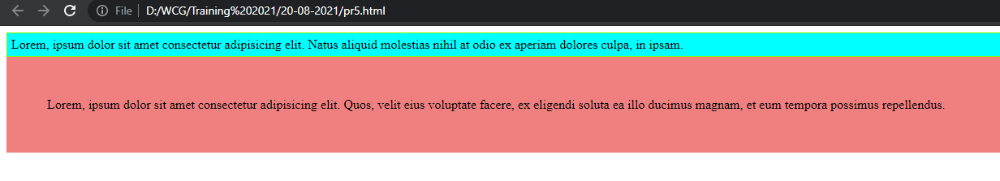 File | D:/WCG/Training%202021/20-08-2021/pr5.html
Lorem, ipsum dolor sit amet consectetur adipisicing elit. Natus aliquid molestias nihil at odio ex aperiam dolores culpa, in ipsam.
Lorem, ipsum dolor sit amet consectetur adipisicing elit. Quos, velit eius voluptate facere, ex eligendi soluta ea illo ducimus magnam, et eum tempora possimus repellendus.